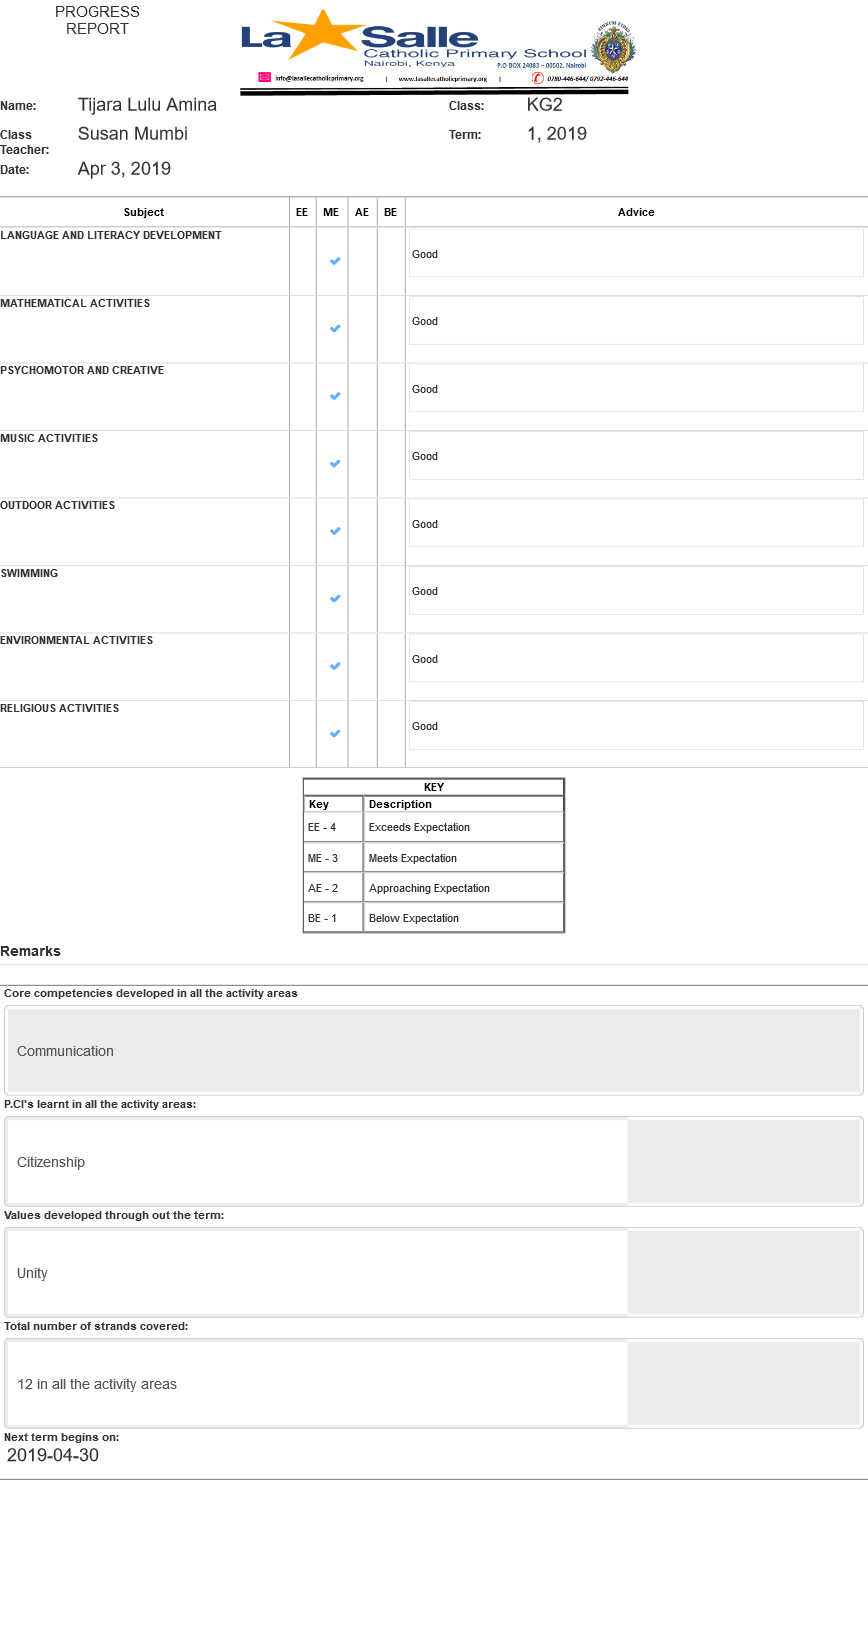 PROGRESS
REPORT
La Salle
Catholic Primary School
Nairobi, Kenya
P.O BOX 24083 – 00502, Nairobi
info@lasallecatholicprimary.org | www.lasallecatholicprimary.org | 0780-446-644/ 0792-446-644
Name: Tijara Lulu Amina Class: KG2
Class Teacher: Susan Mumbi Term: 1, 2019
Date: Apr 3, 2019
Subject EE ME AE BE Advice
LANGUAGE AND LITERACY DEVELOPMENT ✔ Good
MATHEMATICAL ACTIVITIES ✔ Good
PSYCHOMOTOR AND CREATIVE ✔ Good
MUSIC ACTIVITIES ✔ Good
OUTDOOR ACTIVITIES ✔ Good
SWIMMING ✔ Good
ENVIRONMENTAL ACTIVITIES ✔ Good
RELIGIOUS ACTIVITIES ✔ Good
KEY
Key Description
EE - 4 Exceeds Expectation
ME - 3 Meets Expectation
AE - 2 Approaching Expectation
BE - 1 Below Expectation
Remarks
Core competencies developed in all the activity areas
Communication
P.CI's learnt in all the activity areas:
Citizenship
Values developed through out the term:
Unity
Total number of strands covered:
12 in all the activity areas
Next term begins on:
2019-04-30